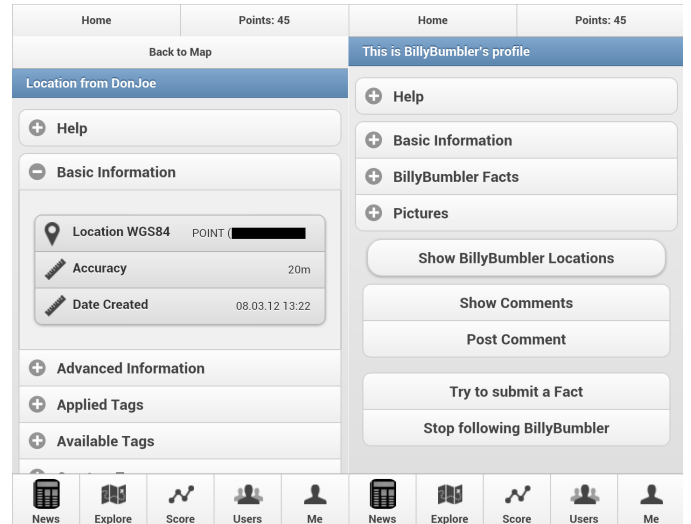 Home Points: 45
Back to Map
Location from DonJoe
Help
Basic Information
Location WGS84 POINT (
Accuracy 20m
Date Created 08.03.12 13:22
Advanced Information
Applied Tags
Available Tags
News Explore Score Users Me
Home Points: 45
This is BillyBumbler's profile
Help
Basic Information
BillyBumbler Facts
Pictures
Show BillyBumbler Locations
Show Comments
Post Comment
Try to submit a Fact
Stop following BillyBumbler
News Explore Score Users Me